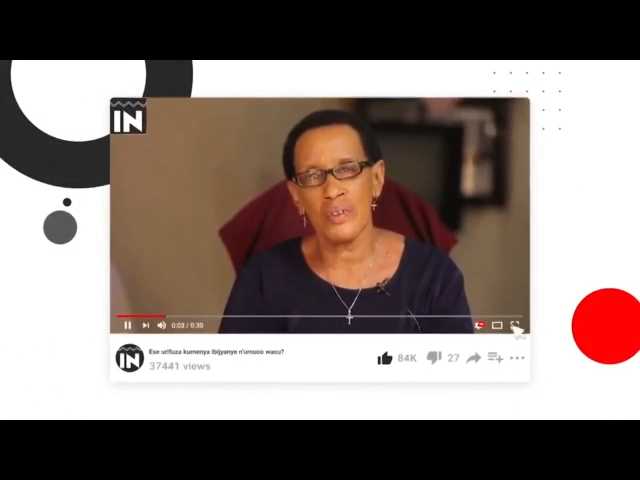 IN
0:03 / 0:30
IN
Ese urifuza kumenya ibijyanye n'umuco wacu?
37441 views
84K
27